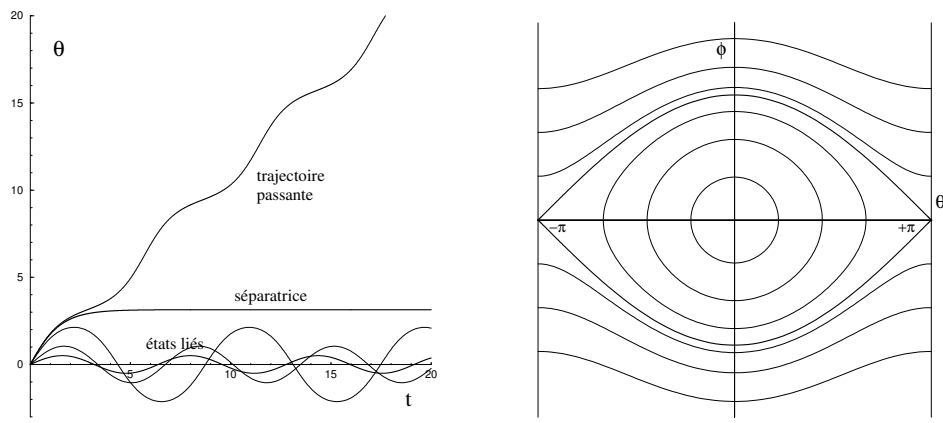 20
θ
15
trajectoire
passante
10
5
séparatrice
états liés
0
5
10
15
20
t
ϕ
θ
−π
+π